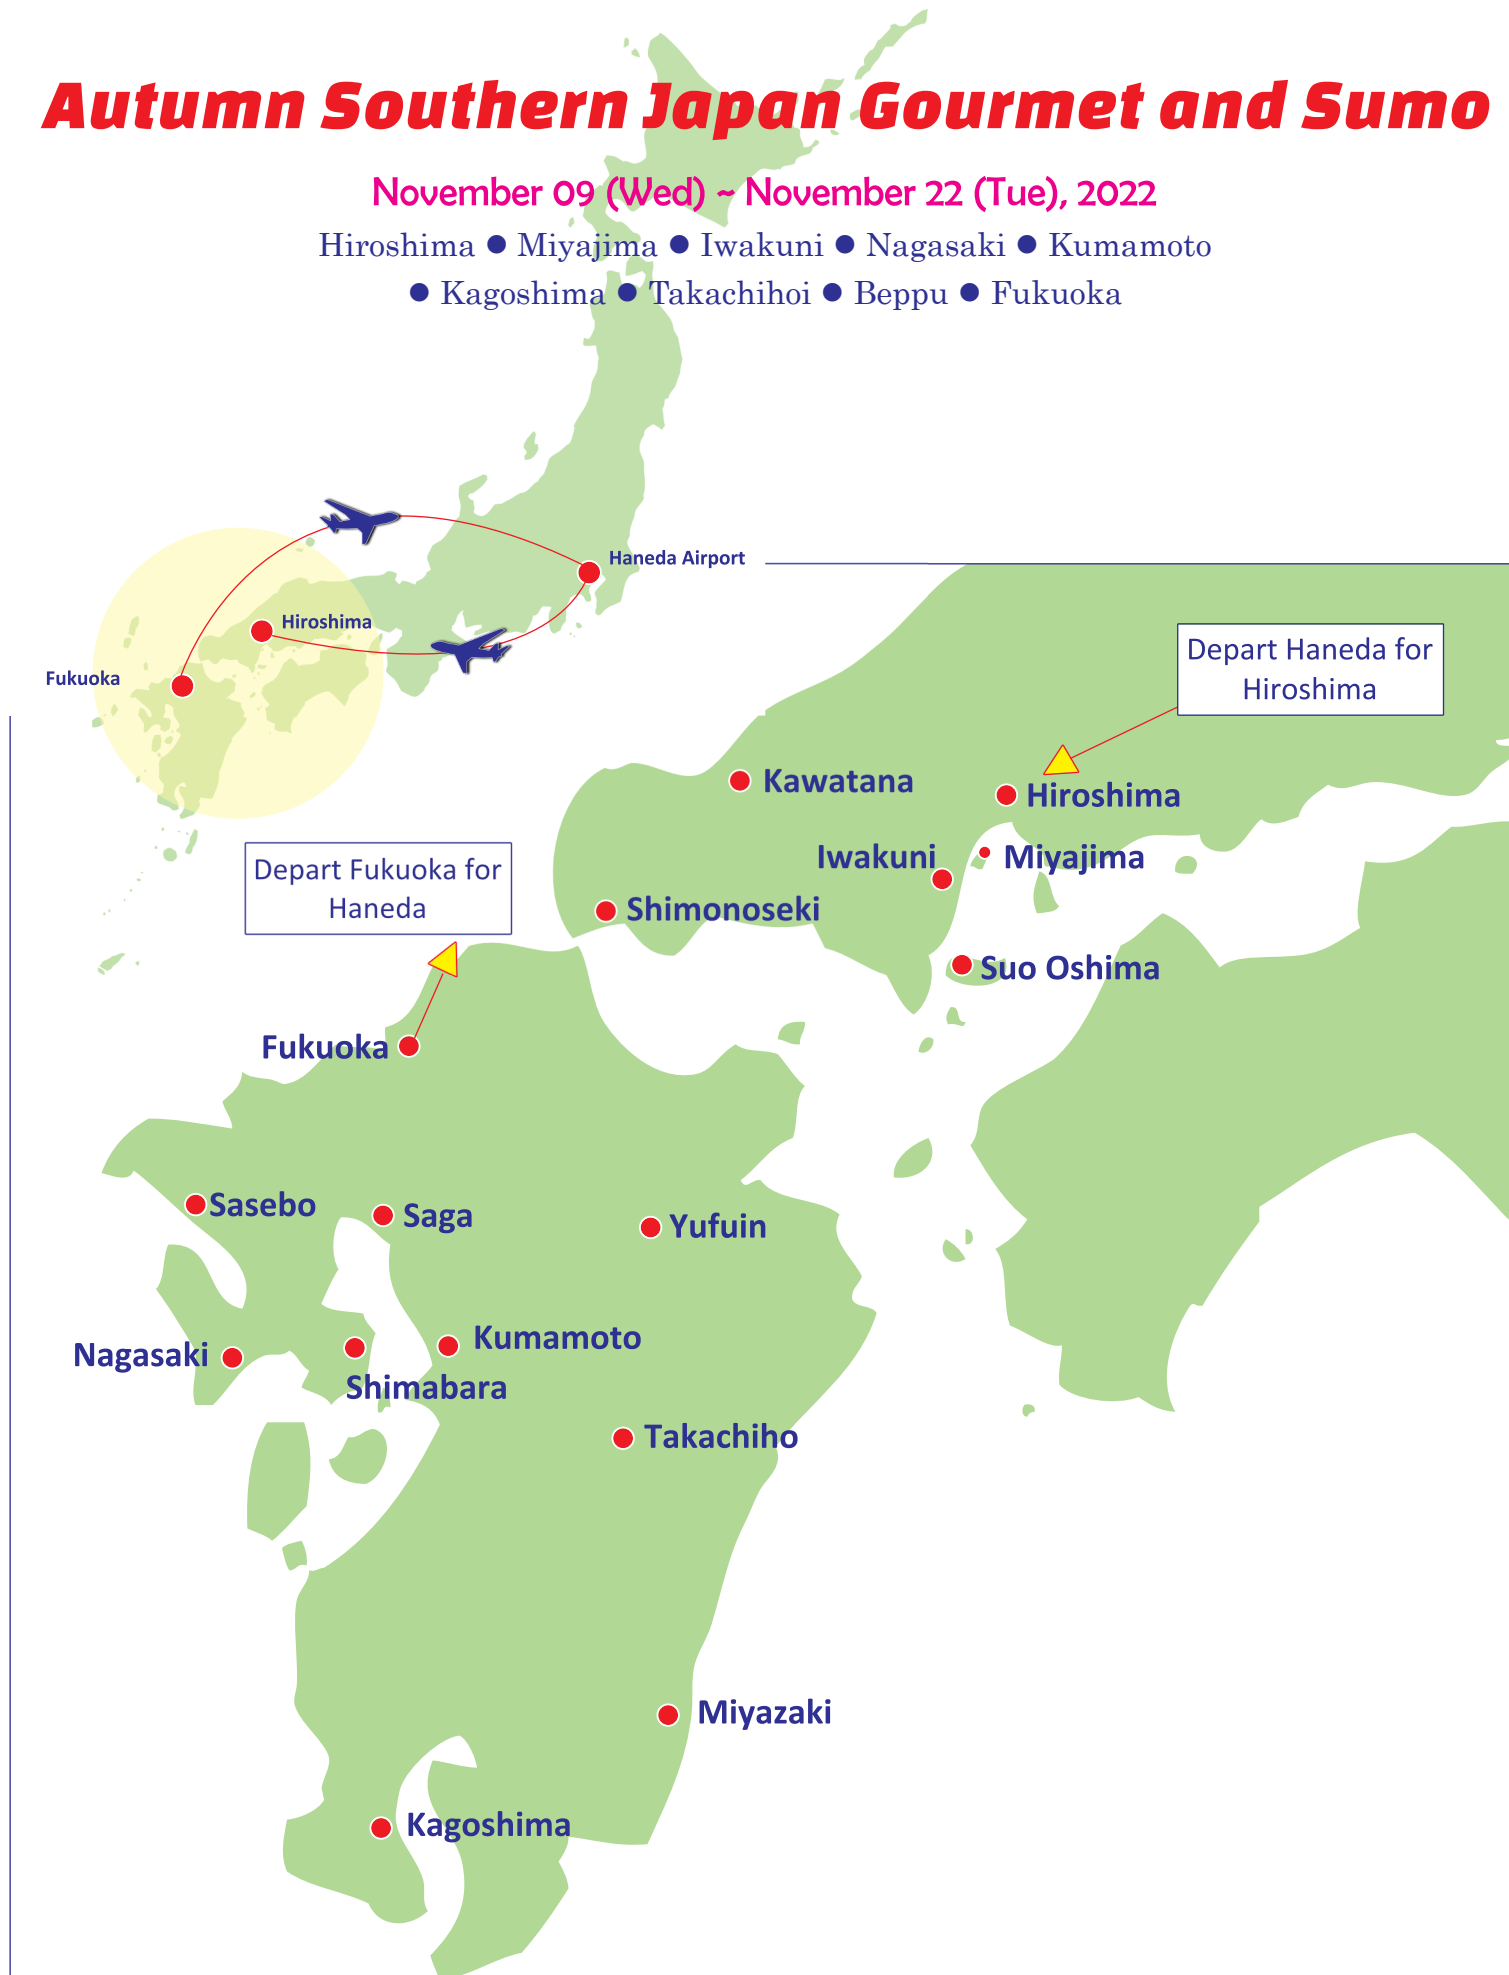 Autumn Southern Japan Gourmet and Sumo
November 09 (Wed) ~ November 22 (Tue), 2022
Hiroshima ● Miyajima ● Iwakuni ● Nagasaki ● Kumamoto
● Kagoshima ● Takachihoi ● Beppu ● Fukuoka
Haneda Airport
Hiroshima
Fukuoka
Depart Haneda for
Hiroshima
Kawatana
Hiroshima
Iwakuni
Miyajima
Depart Fukuoka for
Haneda
Shimonoseki
Suo Oshima
Fukuoka
Sasebo
Saga
Yufuin
Nagasaki
Kumamoto
Shimabara
Takachiho
Miyazaki
Kagoshima